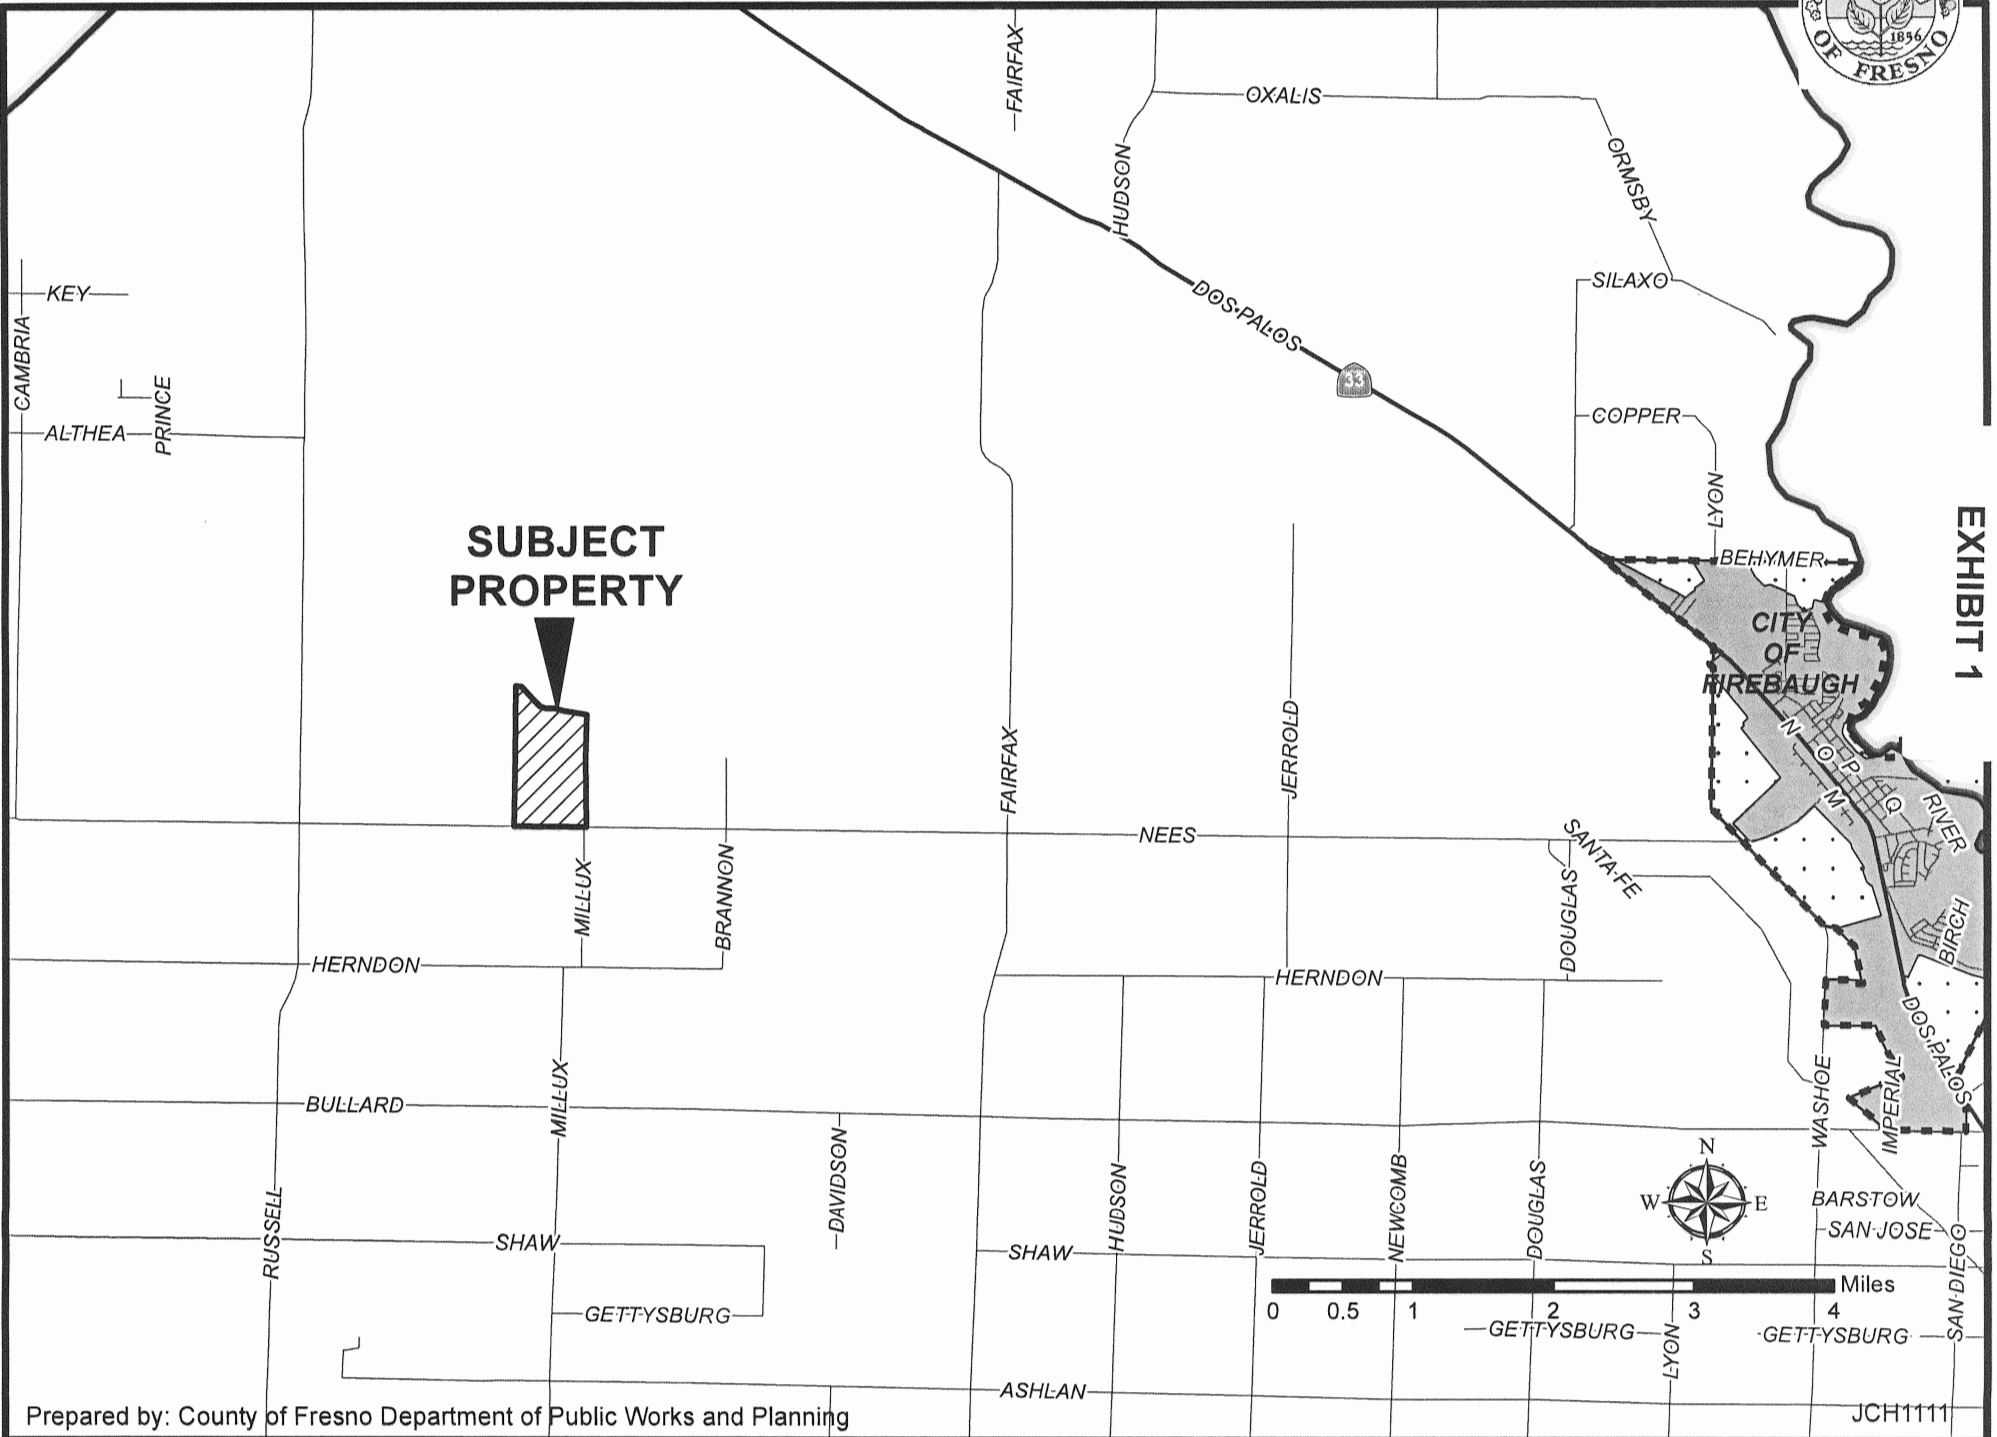 1856
OF FRESNO
FAIRFAX
OXALIS
HUDSON
ORMSBY
KEY
SILAXO
DOS PALOS
CAMBRIA
33
PRINCE
ALTHEA
COPPER
LYON
SUBJECT
PROPERTY
EXHIBIT 1
BEHYMER
CITY
OF
FIREBAUGH
JERROLD
FAIRFAX
N
O
P
M
Q
RIVER
NEES
SANTA FE
MILLUX
BRANNON
DOUGLAS
BIRCH
HERNDON
HERNDON
DOS PALOS
BULLARD
MILLUX
DAVIDSON
WASHOE
IMPERIAL
HUDSON
JERROLD
NEWCOMB
DOUGLAS
N
W
E
S
BARSTOW
SAN JOSE
SAN DIEGO
RUSSELL
SHAW
SHAW
Miles
0 0.5 1 2 3 4
GETTYSBURG
GETTYSBURG
LYON
GETTYSBURG
ASHLAN
Prepared by: County of Fresno Department of Public Works and Planning
JCH1111